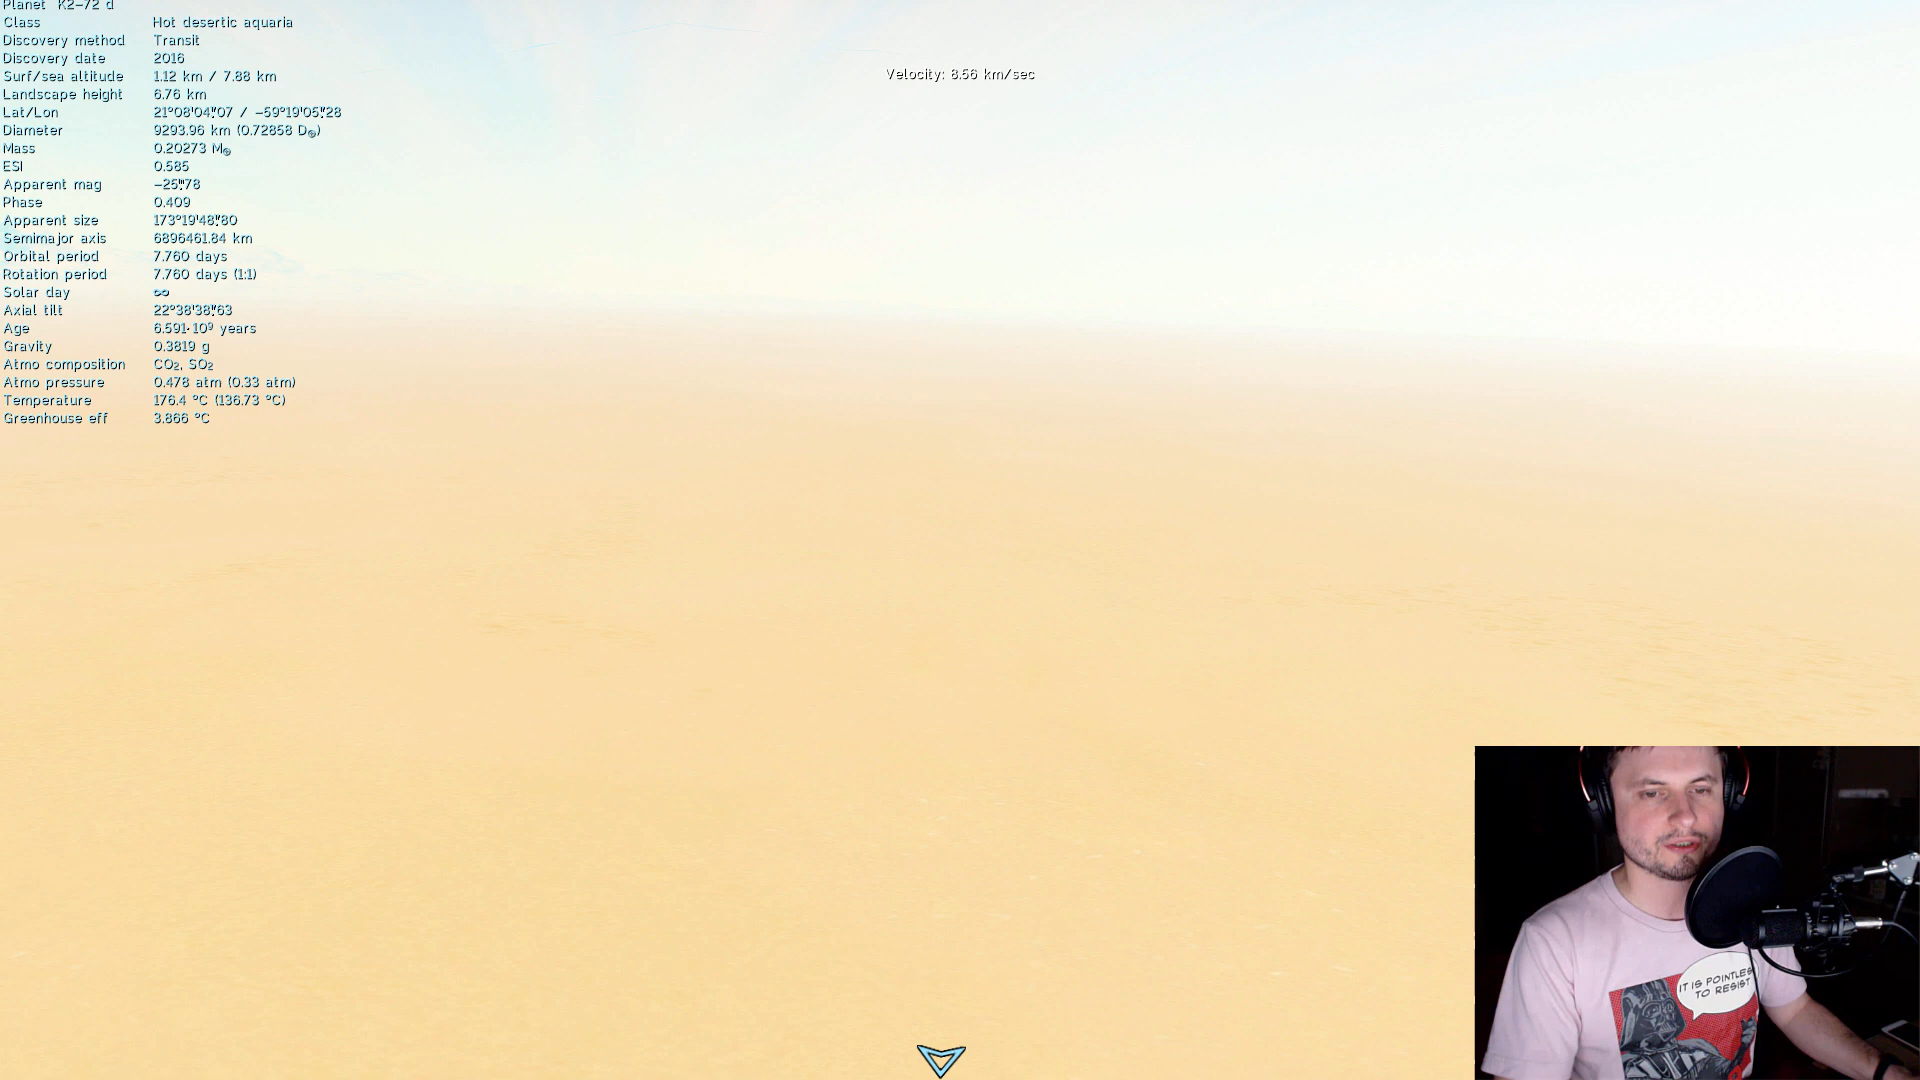 Planet K2-72 d
Class Hot desertic aquaria
Discovery method Transit
Discovery date 2016
Velocity: 8.56 km/sec
Surf/sea altitude 1.12 km / 7.88 km
Landscape height 6.76 km
Lat/Lon 21°08'04."07 / -59°19'05."28
Diameter 9293.96 km (0.72858 D⊕)
Mass 0.20273 M⊕
ESI 0.585
Apparent mag -25.ᵐ78
Phase 0.409
Apparent size 173°19'48."80
Semimajor axis 6896461.84 km
Orbital period 7.760 days
Rotation period 7.760 days (1:1)
Solar day ∞
Axial tilt 22°38'38."63
Age 6.591·10⁹ years
Gravity 0.3819 g
Atmo composition CO₂, SO₂
Atmo pressure 0.478 atm (0.33 atm)
Temperature 176.4 °C (136.73 °C)
Greenhouse eff 3.866 °C
IT IS POINTLESS
TO RESIST